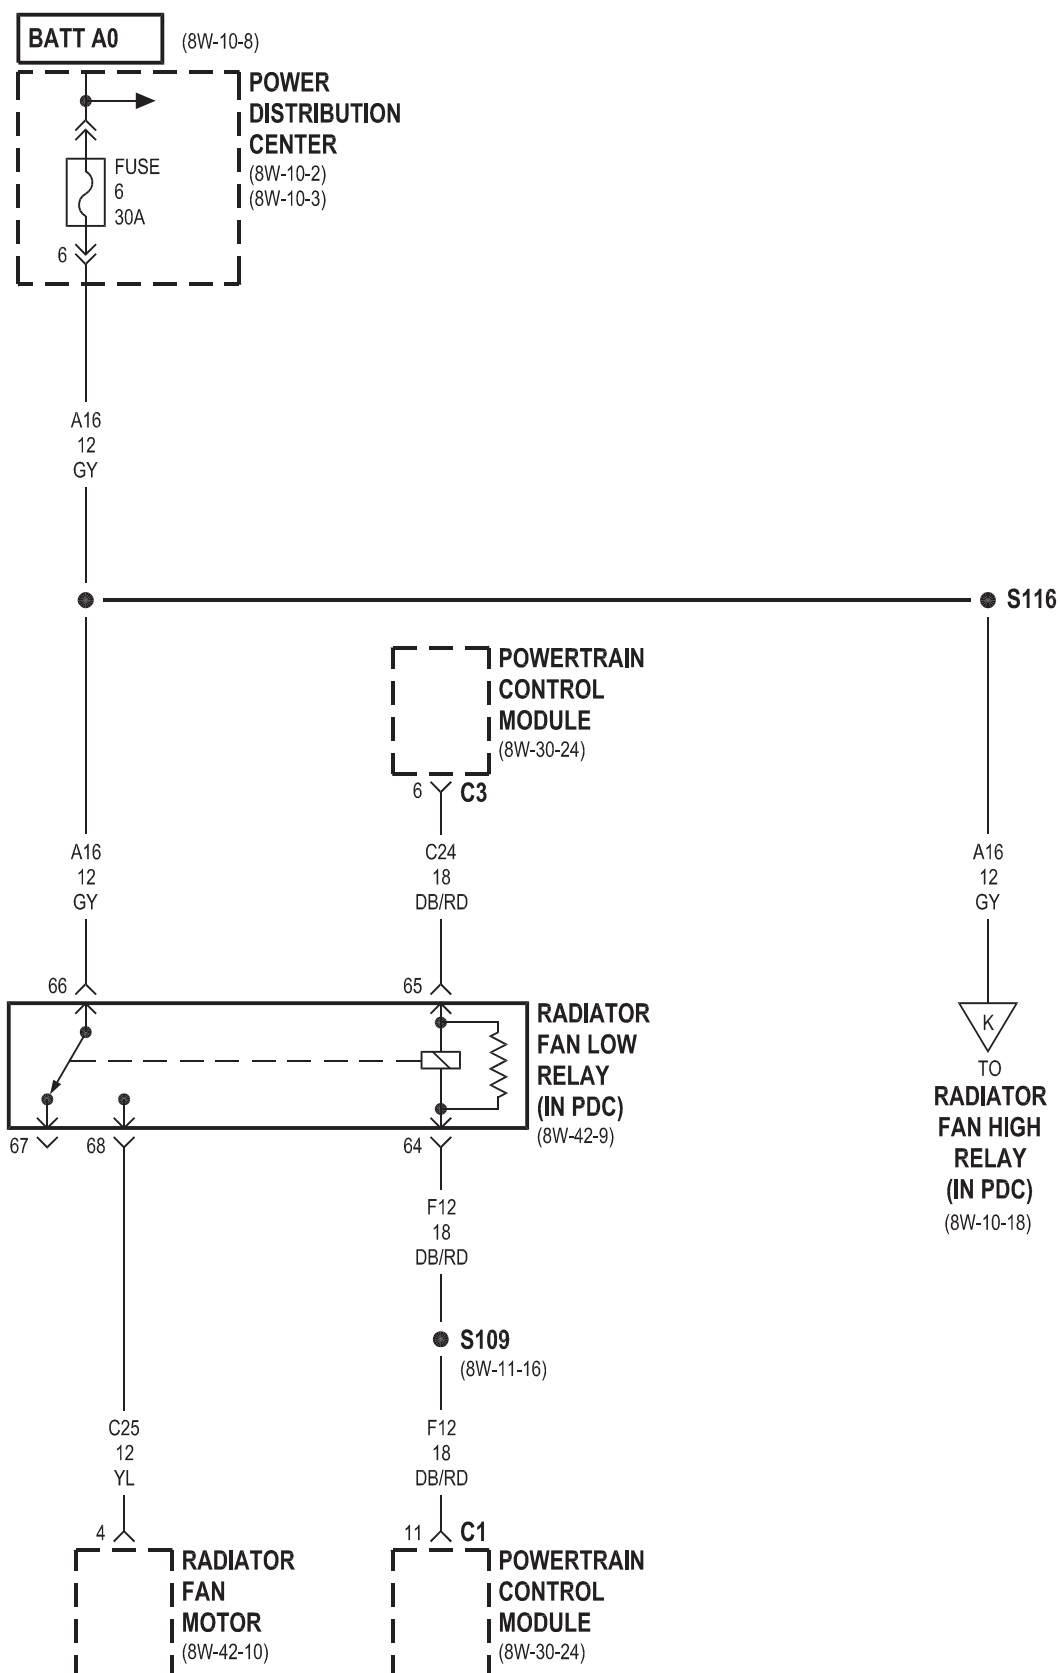 BATT A0
(8W-10-8)
POWER
DISTRIBUTION
CENTER
(8W-10-2)
(8W-10-3)
FUSE
6
30A
6
A16
12
GY
S116
POWERTRAIN
CONTROL
MODULE
(8W-30-24)
6
C3
A16
12
GY
C24
18
DB/RD
A16
12
GY
66
65
RADIATOR
FAN LOW
RELAY
(IN PDC)
(8W-42-9)
K
TO
RADIATOR
FAN HIGH
RELAY
(IN PDC)
(8W-10-18)
67
68
64
F12
18
DB/RD
S109
(8W-11-16)
C25
12
YL
F12
18
DB/RD
4
11
C1
RADIATOR
FAN
MOTOR
(8W-42-10)
POWERTRAIN
CONTROL
MODULE
(8W-30-24)